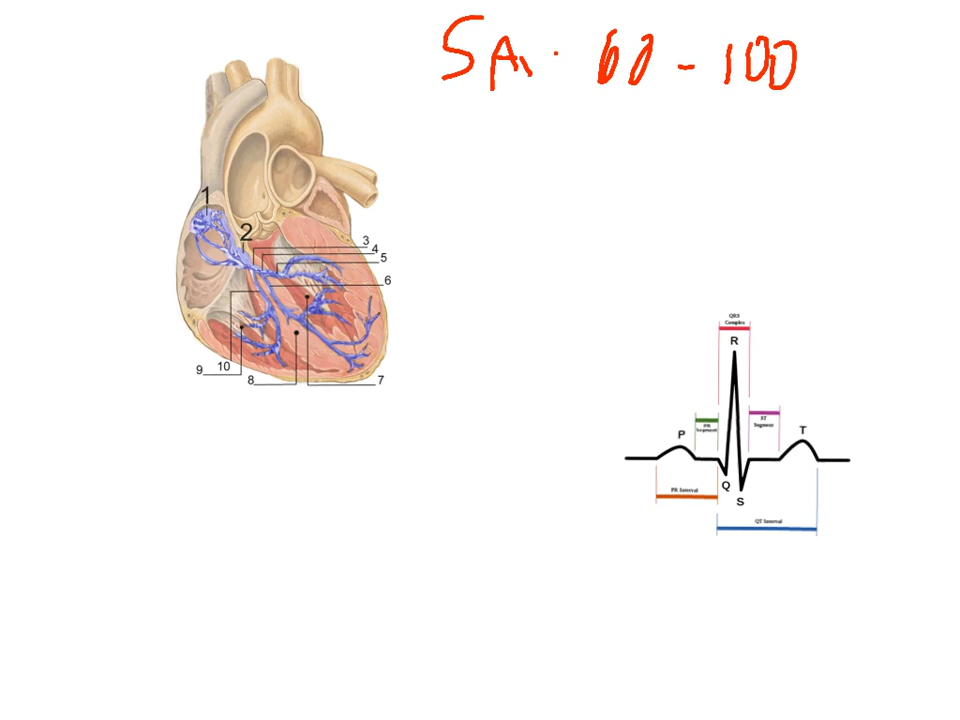 SA. 60 - 100
1
2
3
4
5
6
7
8
9
10
QRS
Complex
R
PR
Segment
ST
Segment
P
T
Q
S
PR Interval
QT Interval